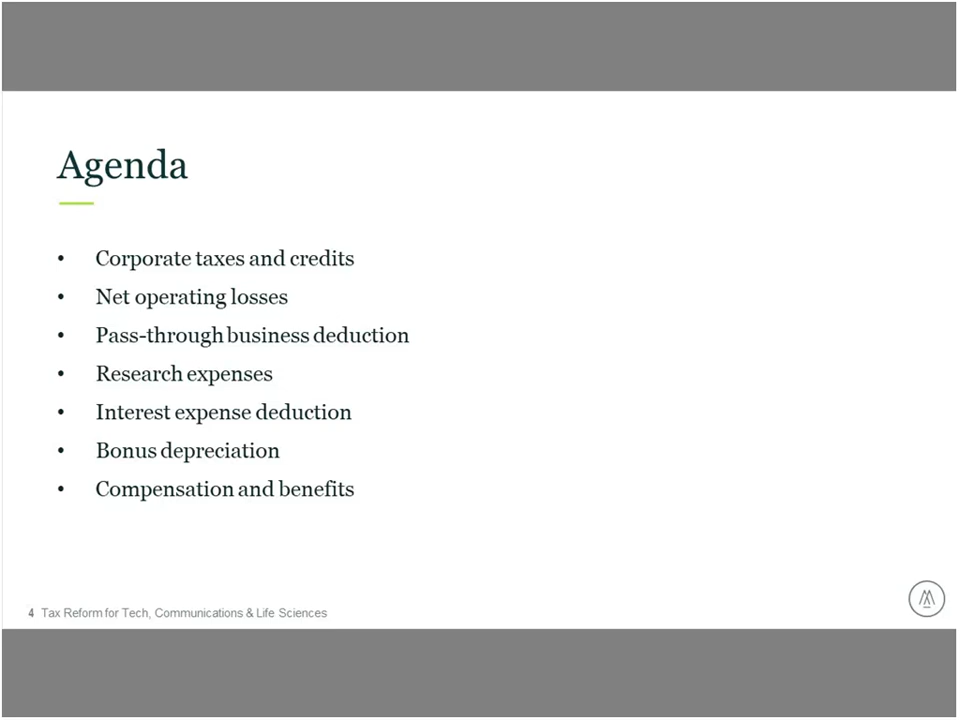 Agenda
• Corporate taxes and credits
• Net operating losses
• Pass-through business deduction
• Research expenses
• Interest expense deduction
• Bonus depreciation
• Compensation and benefits
4 Tax Reform for Tech, Communications & Life Sciences